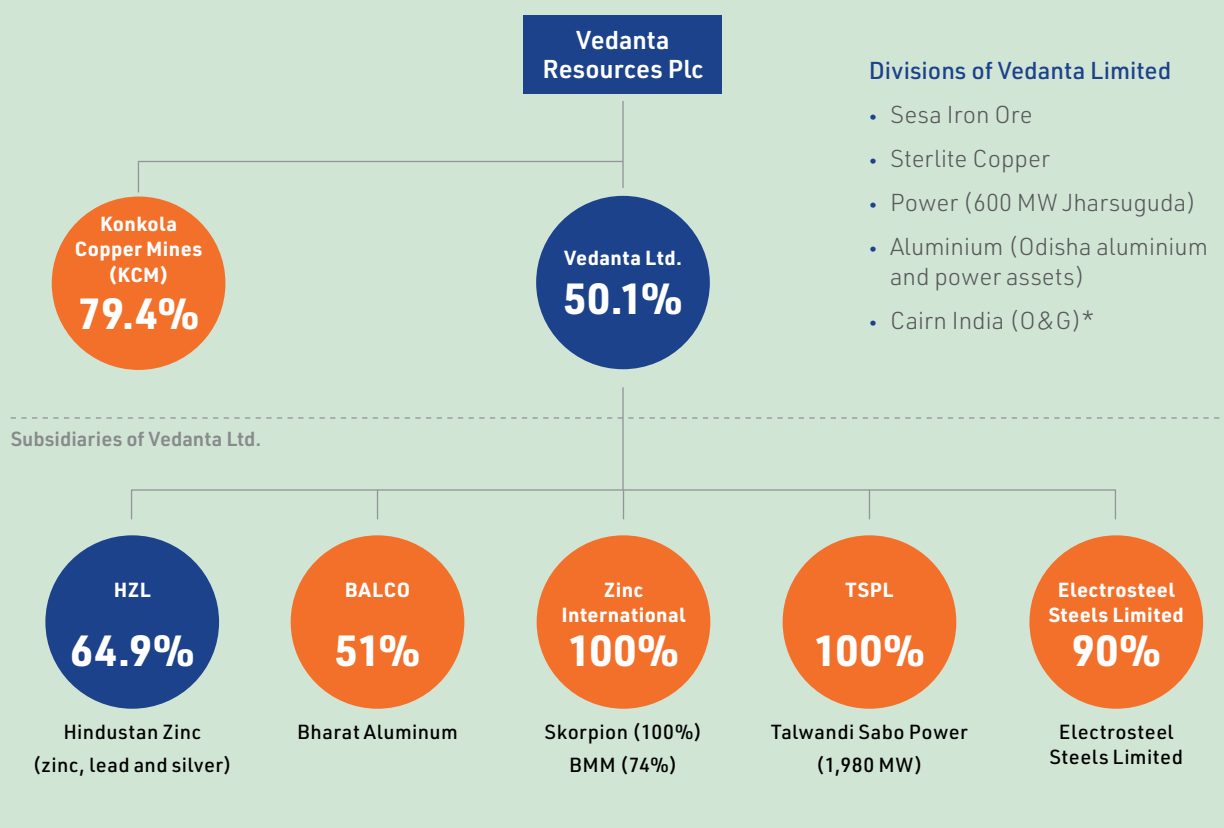 Vedanta
Resources Plc
Divisions of Vedanta Limited
• Sesa Iron Ore
• Sterlite Copper
• Power (600 MW Jharsuguda)
• Aluminium (Odisha aluminium
and power assets)
• Cairn India (O&G)*
Konkola
Copper Mines
(KCM)
79.4%
Vedanta Ltd.
50.1%
Subsidiaries of Vedanta Ltd.
HZL
64.9%
Hindustan Zinc
(zinc, lead and silver)
BALCO
51%
Bharat Aluminum
Zinc
International
100%
Skorpion (100%)
BMM (74%)
TSPL
100%
Talwandi Sabo Power
(1,980 MW)
Electrosteel
Steels Limited
90%
Electrosteel
Steels Limited